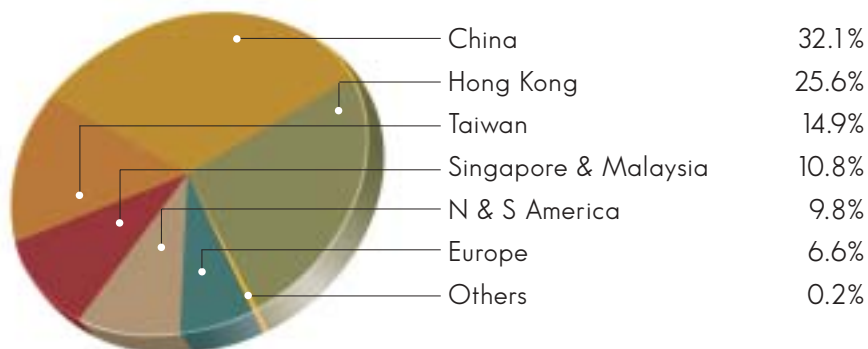 China 32.1%
Hong Kong 25.6%
Taiwan 14.9%
Singapore & Malaysia 10.8%
N & S America 9.8%
Europe 6.6%
Others 0.2%